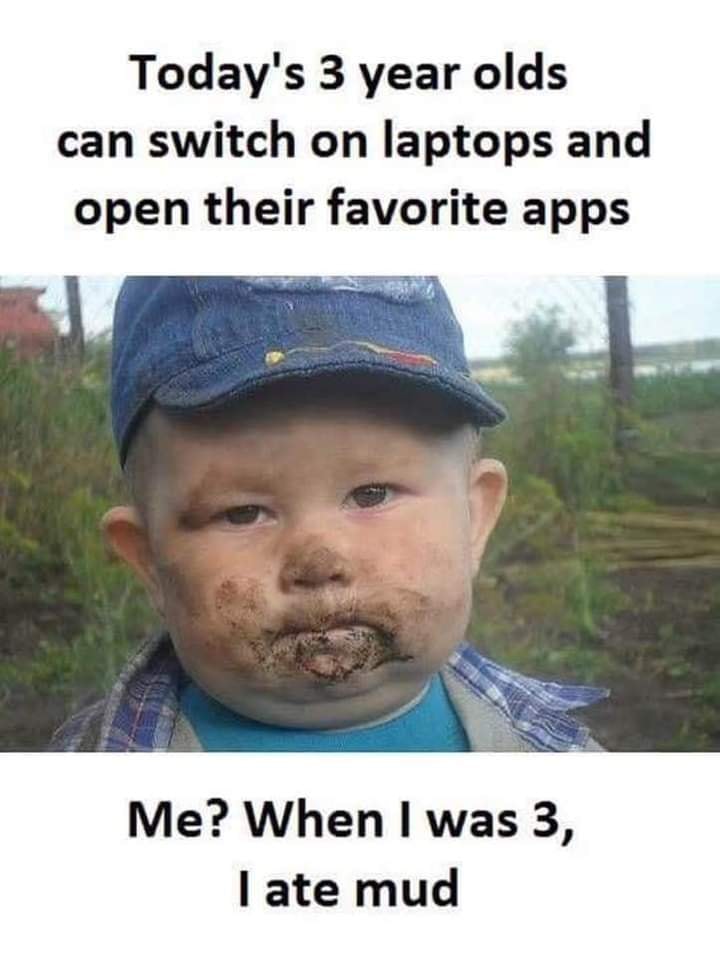 Today's 3 year olds
can switch on laptops and
open their favorite apps
Me? When I was 3,
I ate mud